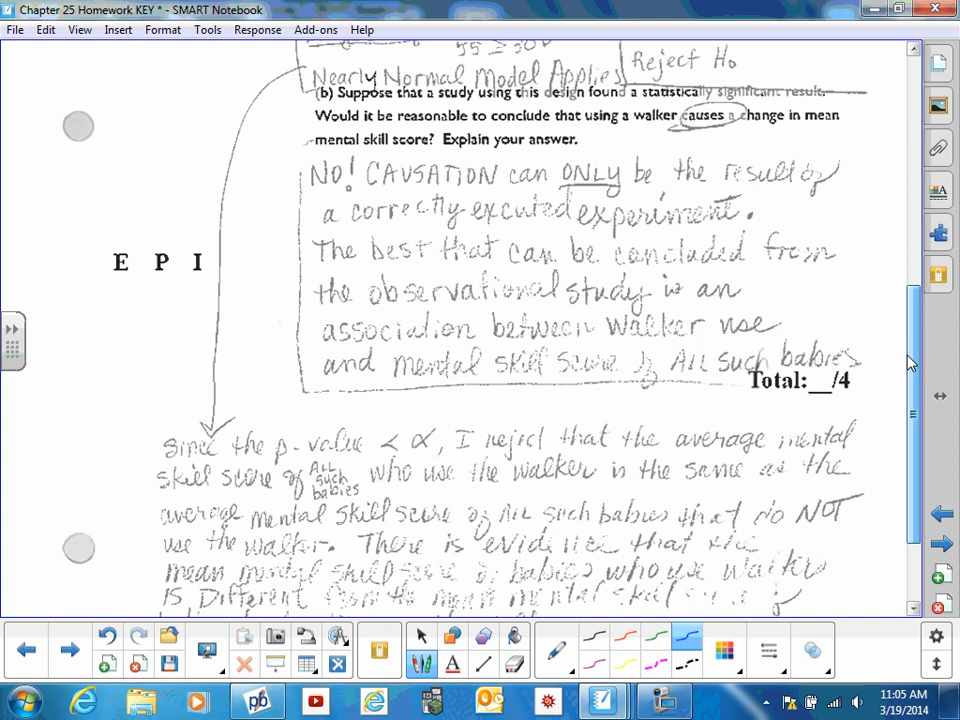 Chapter 25 Homework KEY * - SMART Notebook
File Edit View Insert Format Tools Response Add-ons Help
Reject Ho
Nearly Normal Model Applies
(b) Suppose that a study using this design found a statistically significant result.
Would it be reasonable to conclude that using a walker causes a change in mean
mental skill score? Explain your answer.
NO! CAUSATION can ONLY be the result of
a correctly excuted experiment.
The best that can be concluded from
E P I
the observational study is an
association between walker use
and mental skill score of ALL such babies
Total:__/4
Since the p-value < α, I reject that the average mental
skill score of ALL such babies who use the walker is the same as the
average mental skill score of ALL such babies that do NOT
use the walker. There is evidence that the
mean mental skill score of babies who use walker
IS Different from the mean mental skill score of
A
pb
11:05 AM
3/19/2014